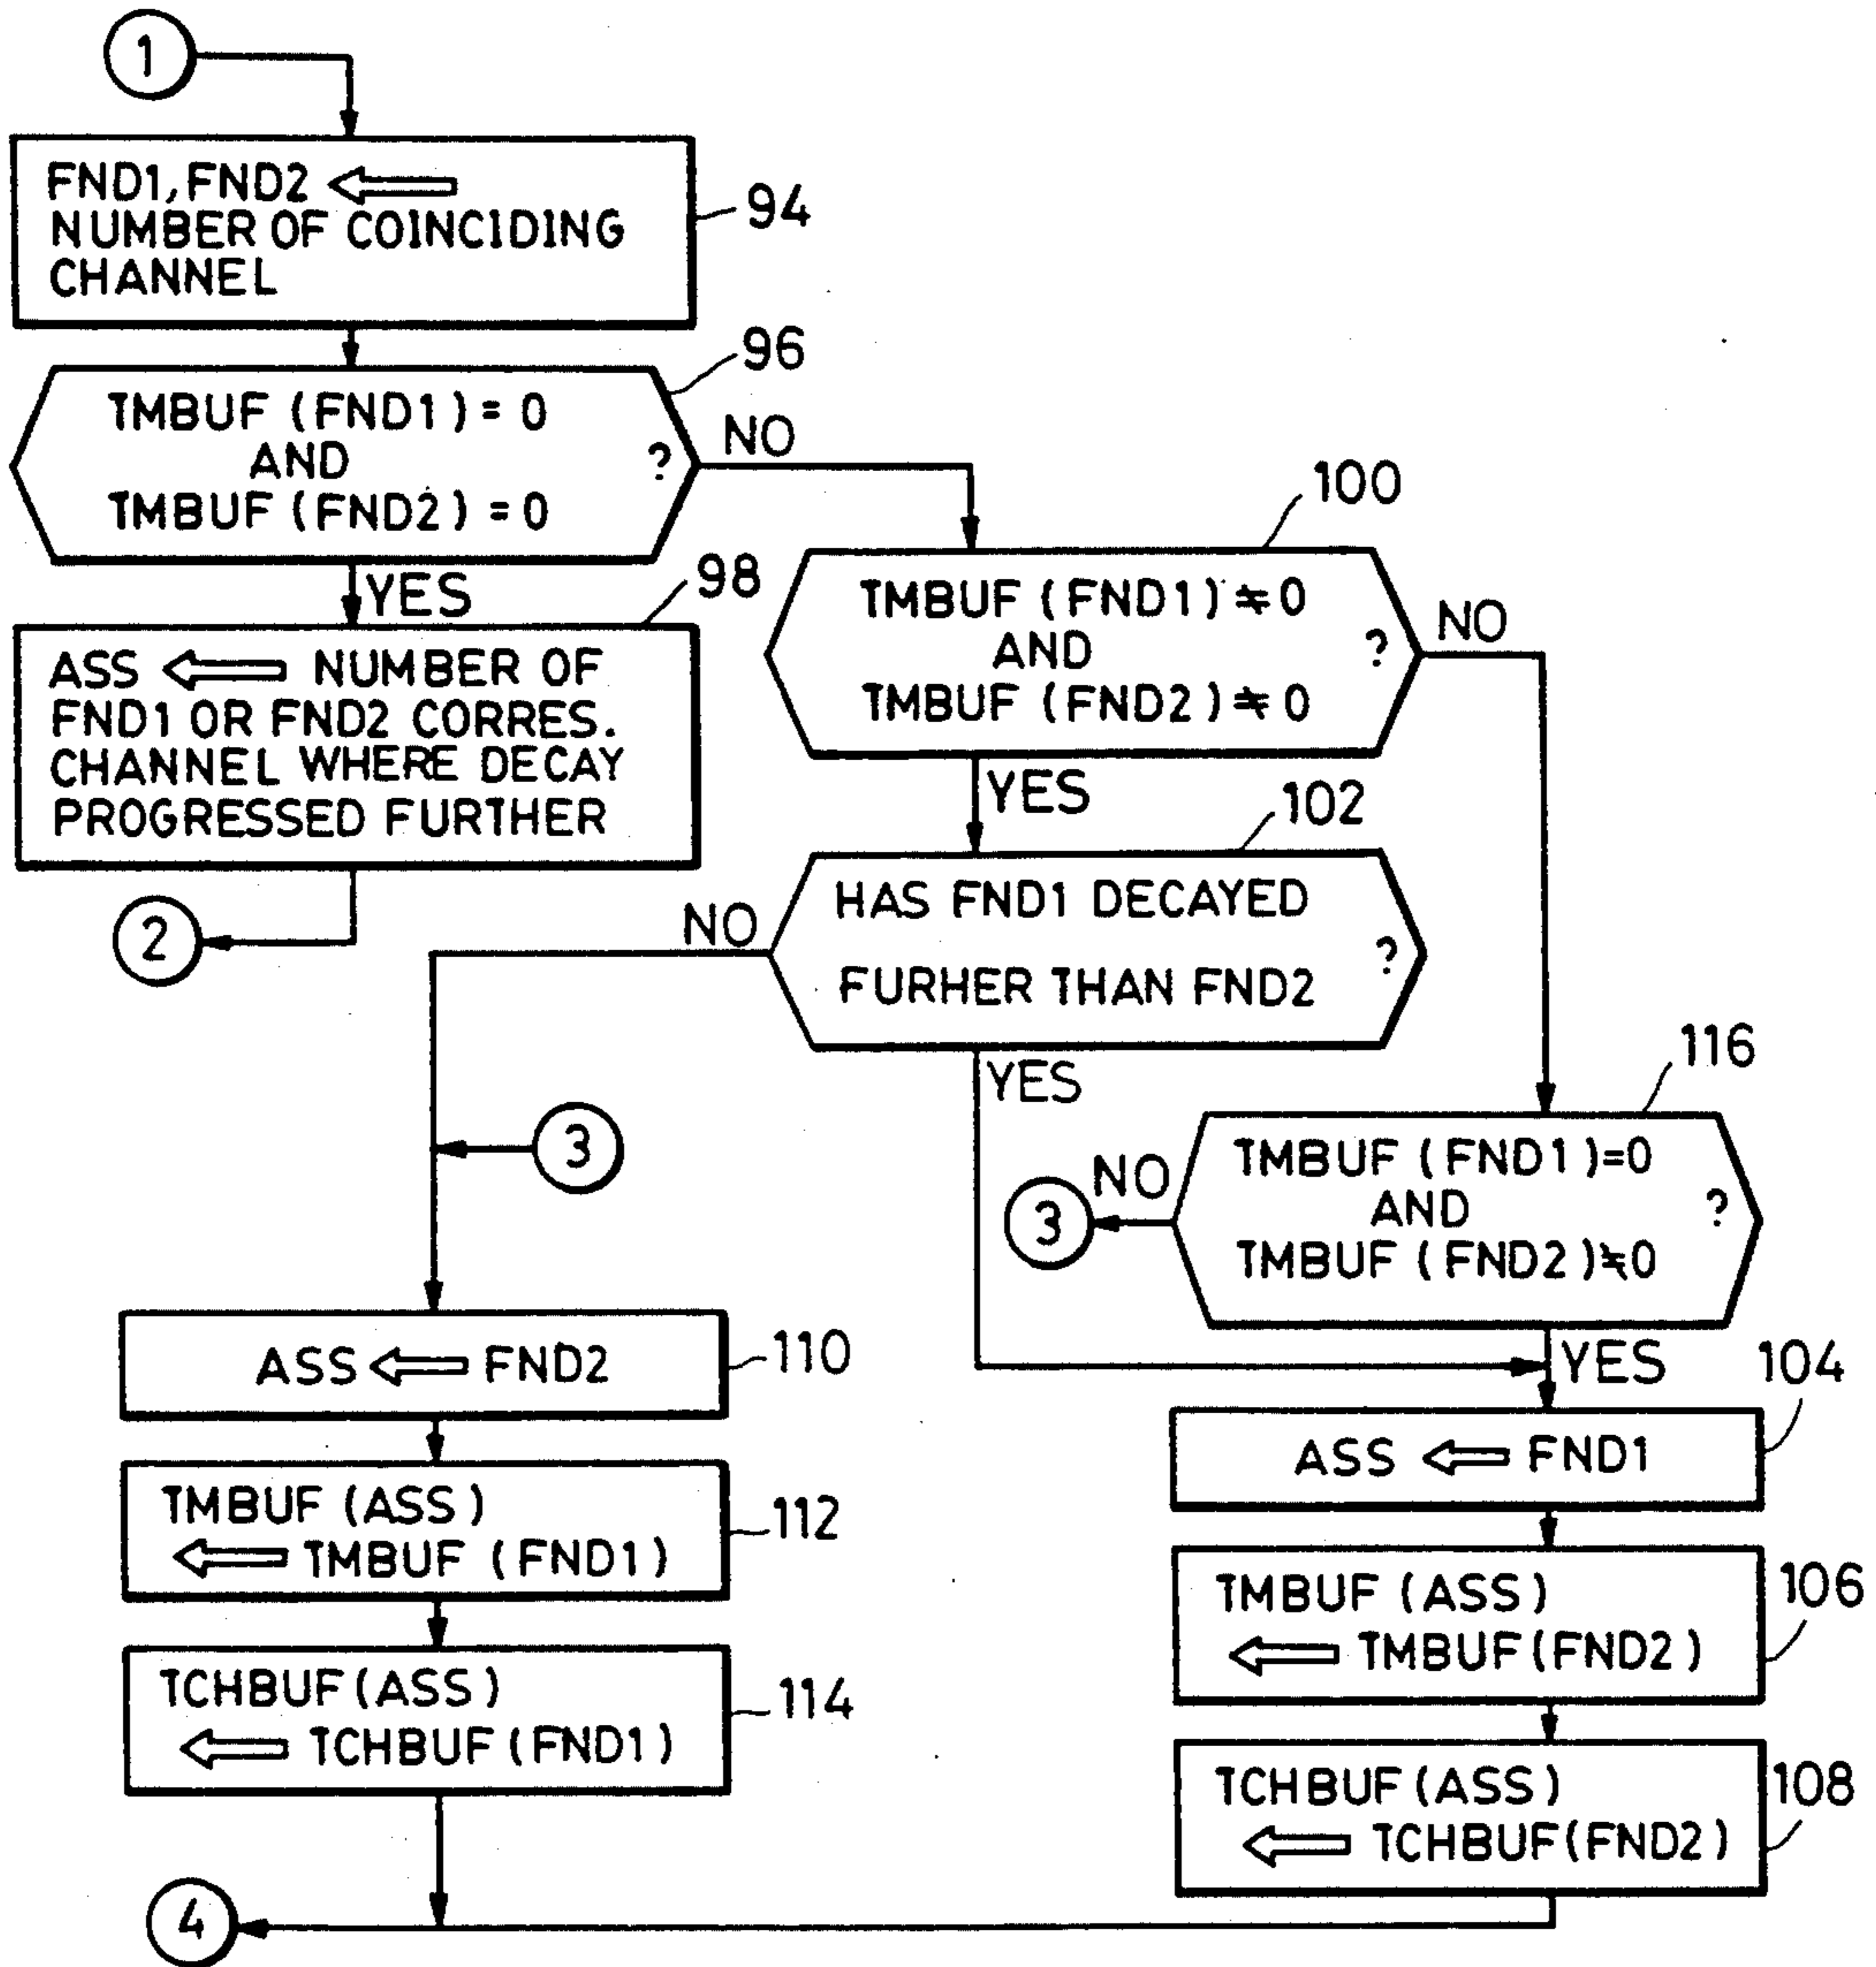 1
FND1, FND2 ⇐
NUMBER OF COINCIDING
CHANNEL
94
96
TMBUF (FND1) = 0
AND
TMBUF (FND2) = 0
?
NO
YES
98
ASS ⇐ NUMBER OF
FND1 OR FND2 CORRES.
CHANNEL WHERE DECAY
PROGRESSED FURTHER
2
100
TMBUF (FND1) ≠ 0
AND
TMBUF (FND2) ≠ 0
?
NO
YES
102
HAS FND1 DECAYED
FURHER THAN FND2
?
NO
YES
3
116
TMBUF (FND1)=0
AND
TMBUF (FND2)≠0
?
NO
3
YES
110
ASS ⇐ FND2
112
TMBUF (ASS)
⇐ TMBUF (FND1)
114
TCHBUF (ASS)
⇐ TCHBUF (FND1)
104
ASS ⇐ FND1
106
TMBUF (ASS)
⇐ TMBUF (FND2)
108
TCHBUF (ASS)
⇐ TCHBUF (FND2)
4